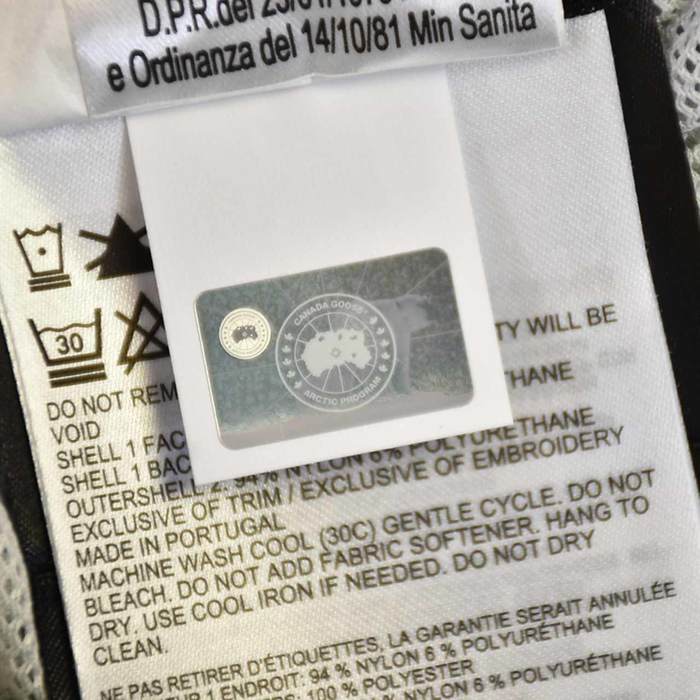 D.P.R.del
e Ordinanza del 14/10/81 Min Sanita
CANADA GOOSE
ARCTIC PROGRAM
30
TY WILL BE
DO NOT REM
VOID
THANE
SHELL 1 FAC
SHELL 1 BAC
OUTERSHELL 2: 94% NYLON 6% POLYURETHANE
EXCLUSIVE OF TRIM / EXCLUSIVE OF EMBROIDERY
MADE IN PORTUGAL
MACHINE WASH COOL (30C) GENTLE CYCLE. DO NOT
BLEACH. DO NOT ADD FABRIC SOFTENER. HANG TO
DRY. USE COOL IRON IF NEEDED. DO NOT DRY
CLEAN.
NE PAS RETIRER D'ÉTIQUETTES, LA GARANTIE SERAIT ANNULÉE
SUR 1 ENDROIT: 94 % NYLON 6 % POLYURÉTHANE
100 % POLYESTER
% NYLON 6 % POLYURÉTHANE